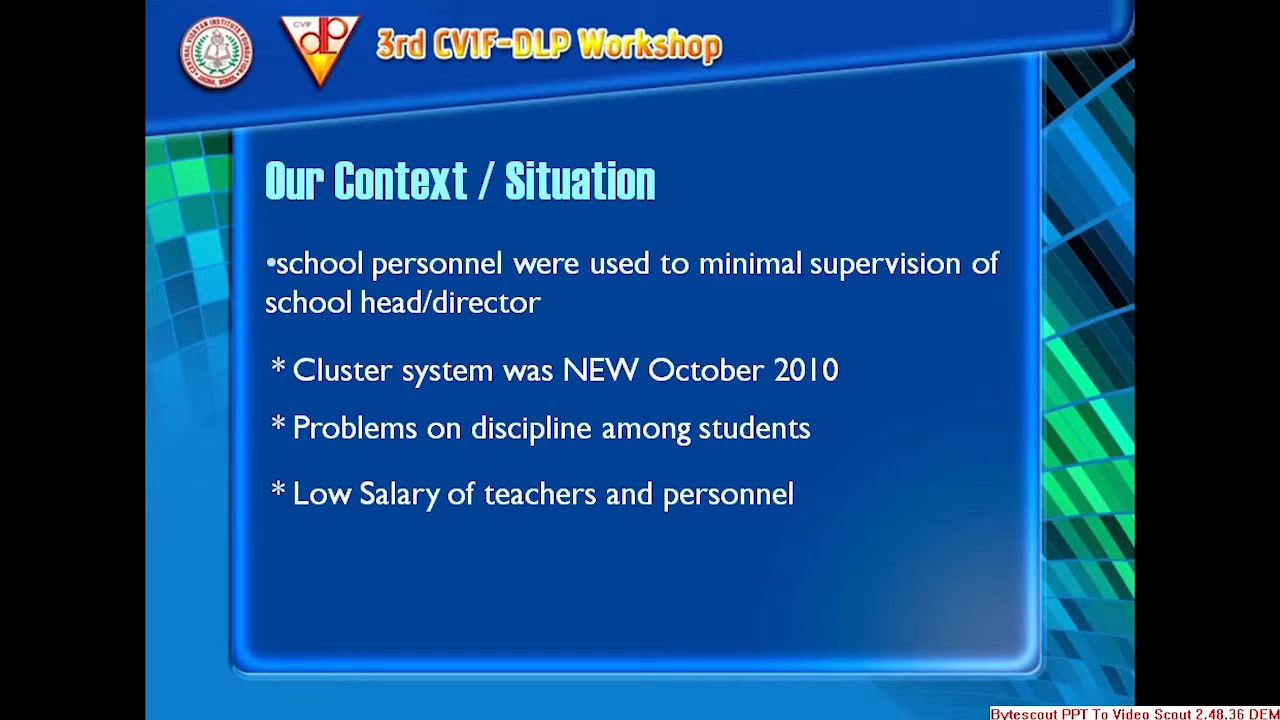 CVIF
dlp
3rd CVIF-DLP Workshop
Our Context / Situation
•school personnel were used to minimal supervision of
school head/director
* Cluster system was NEW October 2010
* Problems on discipline among students
* Low Salary of teachers and personnel
Bytescout PPT To Video Scout 2.48.36 DEM